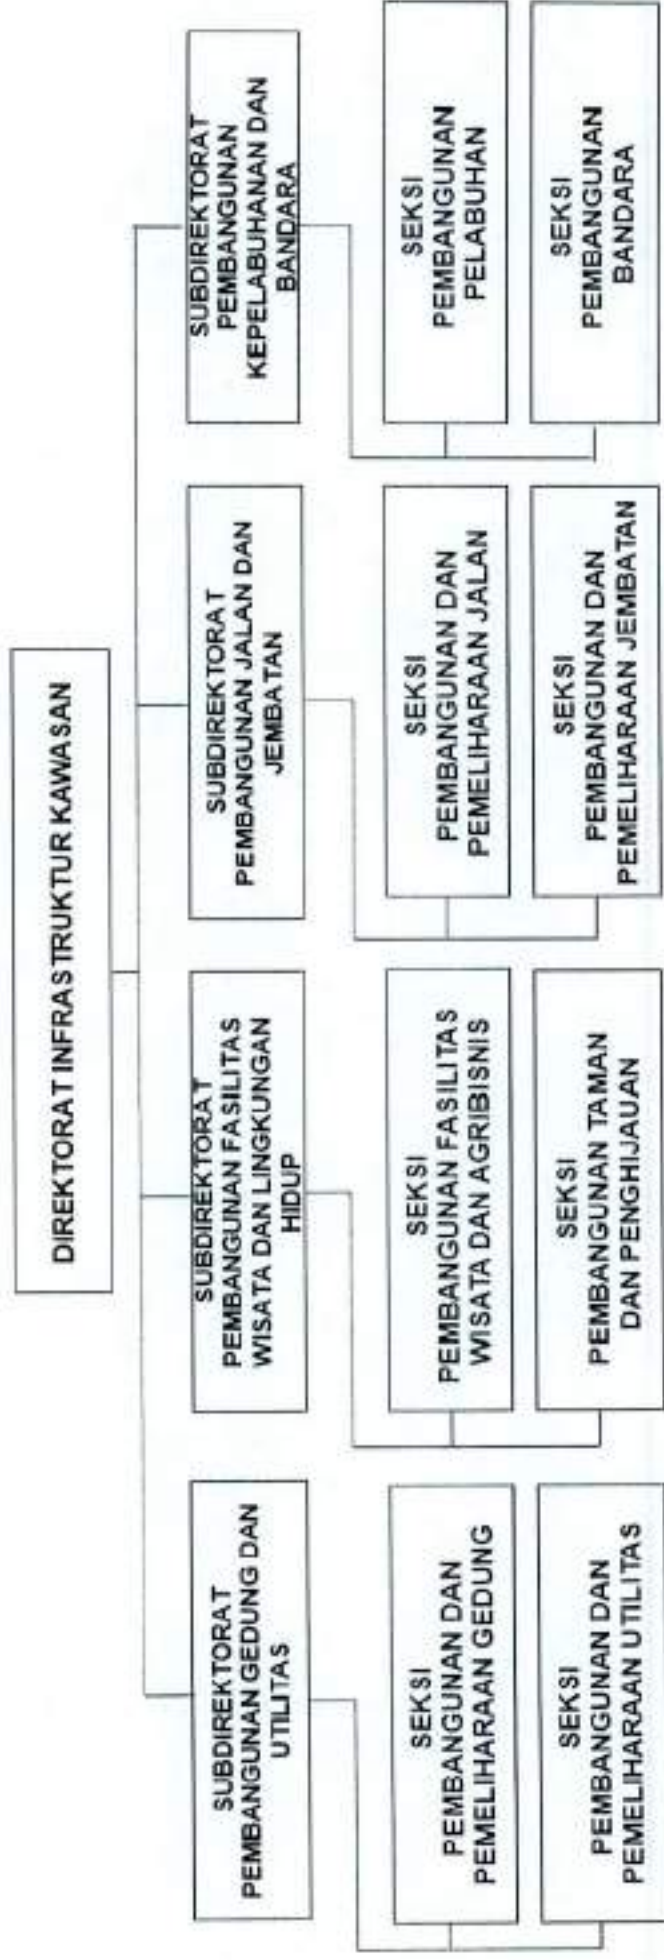 DIREKTORAT INFRASTRUKTUR KAWASAN
SUBDIREKTORAT
PEMBANGUNAN GEDUNG DAN
UTILITAS
SUBDIREKTORAT
PEMBANGUNAN FASILITAS
WISATA DAN LINGKUNGAN
HIDUP
SUBDIREKTORAT
PEMBANGUNAN JALAN DAN
JEMBATAN
SUBDIREKTORAT
PEMBANGUNAN
KEPELABUHANAN DAN
BANDARA
SEKSI
PEMBANGUNAN DAN
PEMELIHARAAN GEDUNG
SEKSI
PEMBANGUNAN FASILITAS
WISATA DAN AGRIBISNIS
SEKSI
PEMBANGUNAN DAN
PEMELIHARAAN JALAN
SEKSI
PEMBANGUNAN
PELABUHAN
SEKSI
PEMBANGUNAN DAN
PEMELIHARAAN UTILITAS
SEKSI
PEMBANGUNAN TAMAN
DAN PENGHIJAUAN
SEKSI
PEMBANGUNAN DAN
PEMELIHARAAN JEMBATAN
SEKSI
PEMBANGUNAN
BANDARA